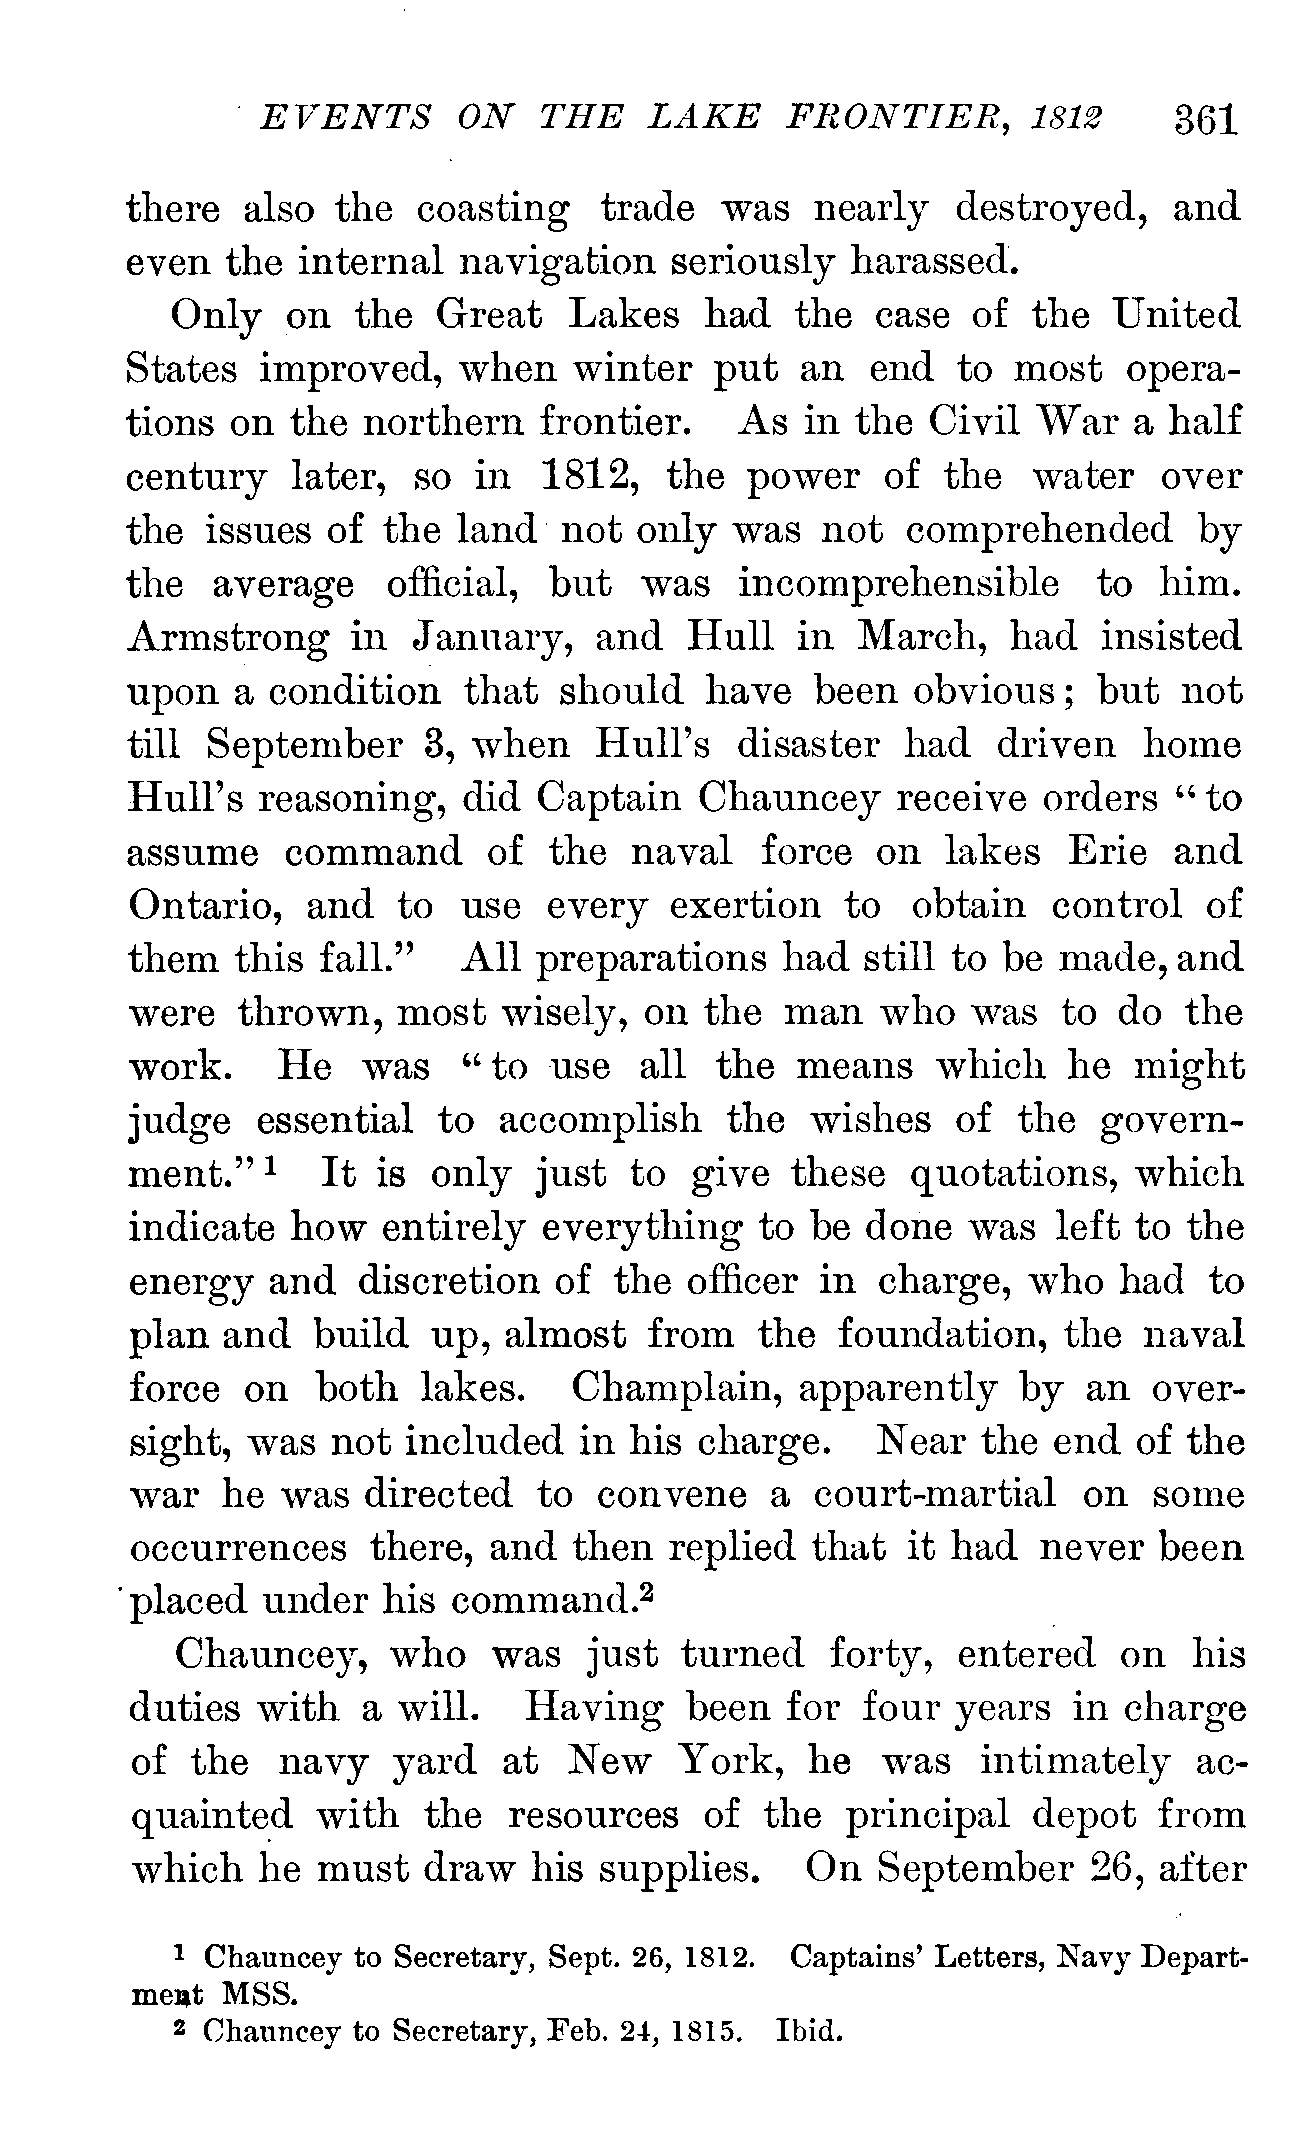 EVENTS ON THE LAKE FRONTIER, 1812 361
there also the coasting trade was nearly destroyed, and
even the internal navigation seriously harassed.
Only on the Great Lakes had the case of the United
States improved, when winter put an end to most opera-
tions on the northern frontier. As in the Civil War a half
century later, so in 1812, the power of the water over
the issues of the land not only was not comprehended by
the average official, but was incomprehensible to him.
Armstrong in January, and Hull in March, had insisted
upon a condition that should have been obvious; but not
till September 3, when Hull's disaster had driven home
Hull's reasoning, did Captain Chauncey receive orders "to
assume command of the naval force on lakes Erie and
Ontario, and to use every exertion to obtain control of
them this fall." All preparations had still to be made, and
were thrown, most wisely, on the man who was to do the
work. He was "to use all the means which he might
judge essential to accomplish the wishes of the govern-
ment."¹ It is only just to give these quotations, which
indicate how entirely everything to be done was left to the
energy and discretion of the officer in charge, who had to
plan and build up, almost from the foundation, the naval
force on both lakes. Champlain, apparently by an over-
sight, was not included in his charge. Near the end of the
war he was directed to convene a court-martial on some
occurrences there, and then replied that it had never been
placed under his command.²
Chauncey, who was just turned forty, entered on his
duties with a will. Having been for four years in charge
of the navy yard at New York, he was intimately ac-
quainted with the resources of the principal depot from
which he must draw his supplies. On September 26, after
¹ Chauncey to Secretary, Sept. 26, 1812. Captains' Letters, Navy Depart-
ment MSS.
² Chauncey to Secretary, Feb. 24, 1815. Ibid.